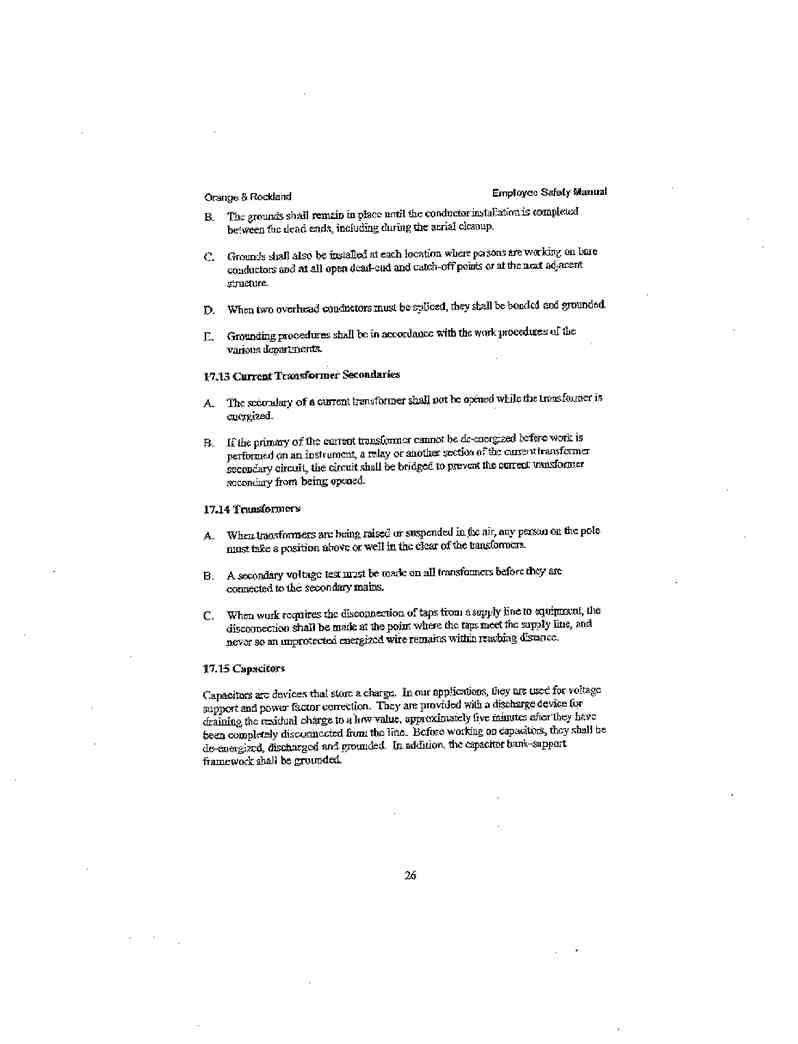 Orange & Rockland Employee Safety Manual
B. The grounds shall remain in place until the conductor installation is completed
between the dead ends, including during the aerial cleanup.
C. Grounds shall also be installed at each location where persons are working on bare
conductors and at all open dead-end and catch-off points or at the next adjacent
structure.
D. When two overhead conductors must be spliced, they shall be bonded and grounded.
E. Grounding procedures shall be in accordance with the work procedures of the
various departments.
17.13 Current Transformer Secondaries
A. The secondary of a current transformer shall not be opened while the transformer is
energized.
B. If the primary of the current transformer cannot be de-energized before work is
performed on an instrument, a relay or another section of the current transformer
secondary circuit, the circuit shall be bridged to prevent the current transformer
secondary from being opened.
17.14 Transformers
A. When transformers are being raised or suspended in the air, any person on the pole
must take a position above or well in the clear of the transformers.
B. A secondary voltage test must be made on all transformers before they are
connected to the secondary mains.
C. When work requires the disconnection of taps from a supply line to equipment, the
disconnection shall be made at the point where the taps meet the supply line, and
never so an unprotected energized wire remains within reaching distance.
17.15 Capacitors
Capacitors are devices that store a charge. In our applications, they are used for voltage
support and power factor correction. They are provided with a discharge device for
draining the residual charge to a low value, approximately five minutes after they have
been completely disconnected from the line. Before working on capacitors, they shall be
de-energized, discharged and grounded. In addition, the capacitor bank-support
framework shall be grounded.
26